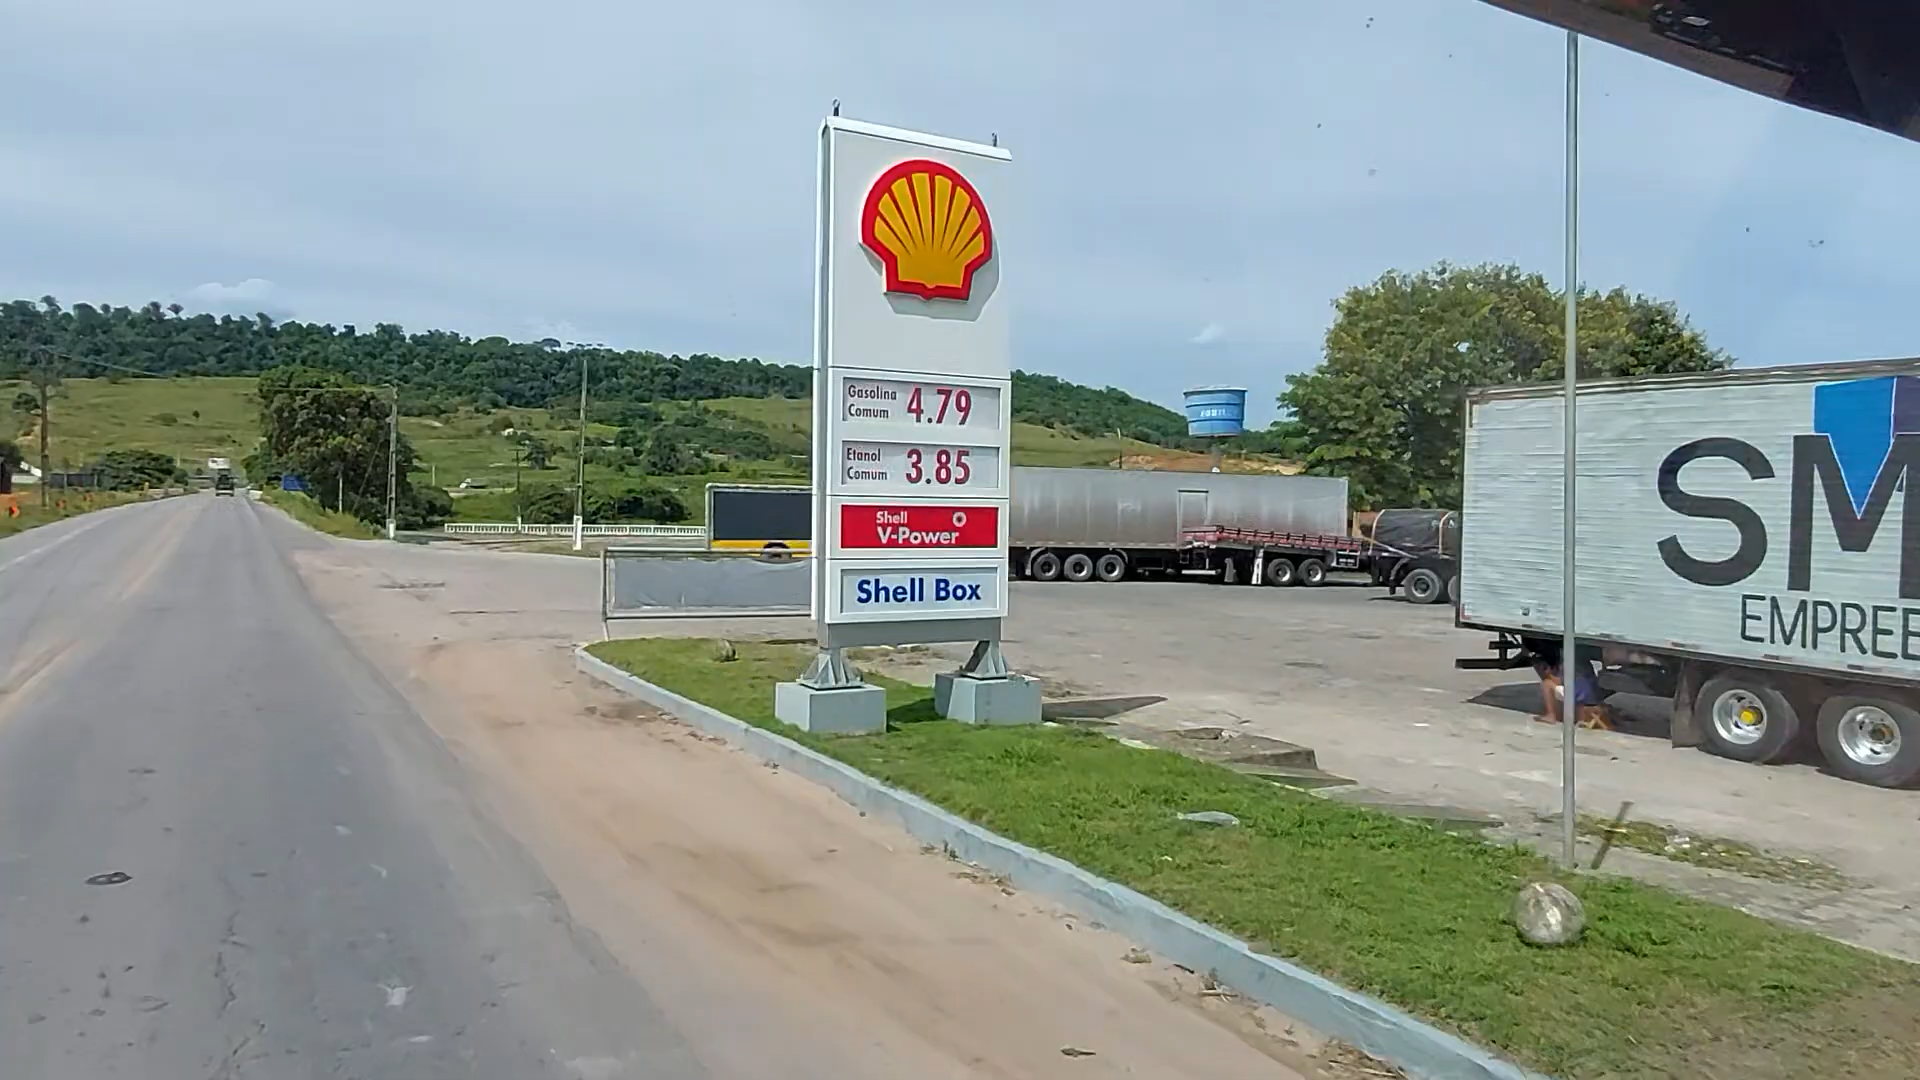 Gasolina
Comum
4.79
Etanol
Comum
3.85
Shell
V-Power
Shell Box
SM
EMPREE